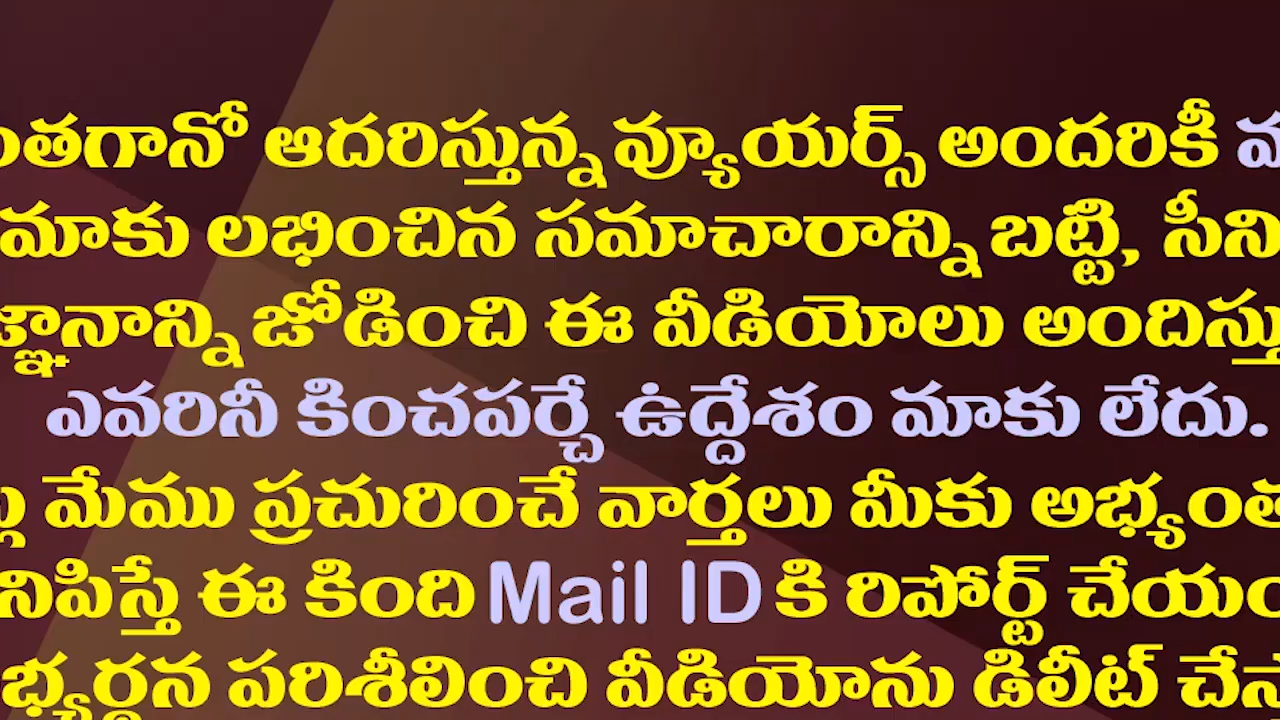 ంతగానో ఆదరిస్తున్న వ్యూయర్స్ అందరికీ
మాకు లభించిన సమాచారాన్ని బట్టి, సీని
జ్ఞానాన్ని జోడించి ఈ వీడియోలు అందిస్తు
ఎవరినీ కించపర్చే ఉద్దేశం మాకు లేదు.
మేము ప్రచురించే వార్తలు మీకు అభ్యంత
నిపిస్తే ఈ కింది Mail ID కి రిపోర్ట్ చేయం
భ్యర్థన పరిశీలించి వీడియోను డిలీట్ చేస